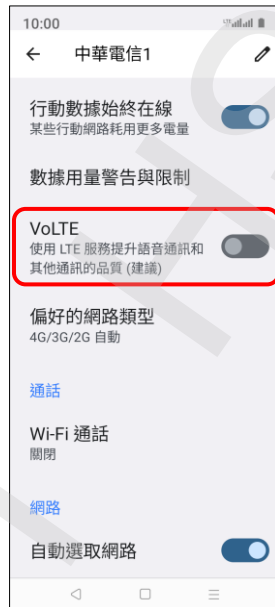 10:00
LTE
中華電信1
行動數據始終在線
某些行動網路耗用更多電量
數據用量警告與限制
VoLTE
使用 LTE 服務提升語音通訊和
其他通訊的品質 (建議)
偏好的網路類型
4G/3G/2G 自動
通話
Wi-Fi 通話
關閉
網路
自動選取網路